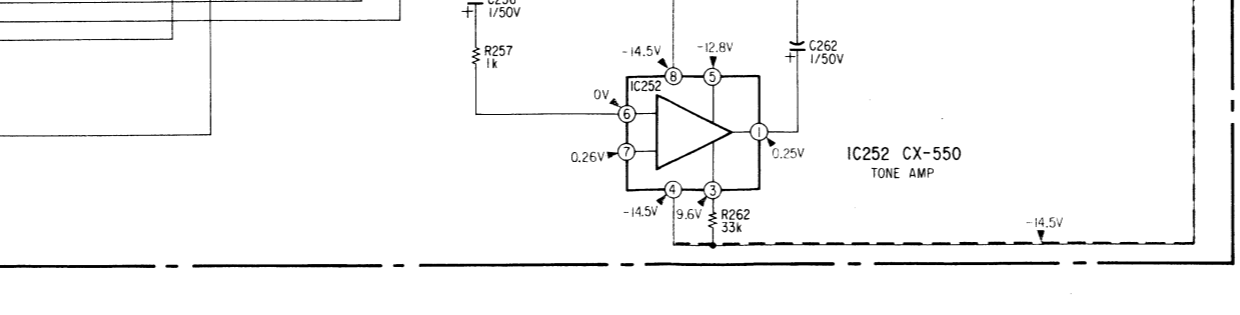 1/50V
R257
1k
-14.5V
-12.8V
C262
1/50V
8
5
IC252
0V
6
1
7
0.26V
0.25V
IC252 CX-550
TONE AMP
4
3
-14.5V
9.6V
R262
33k
-14.5V